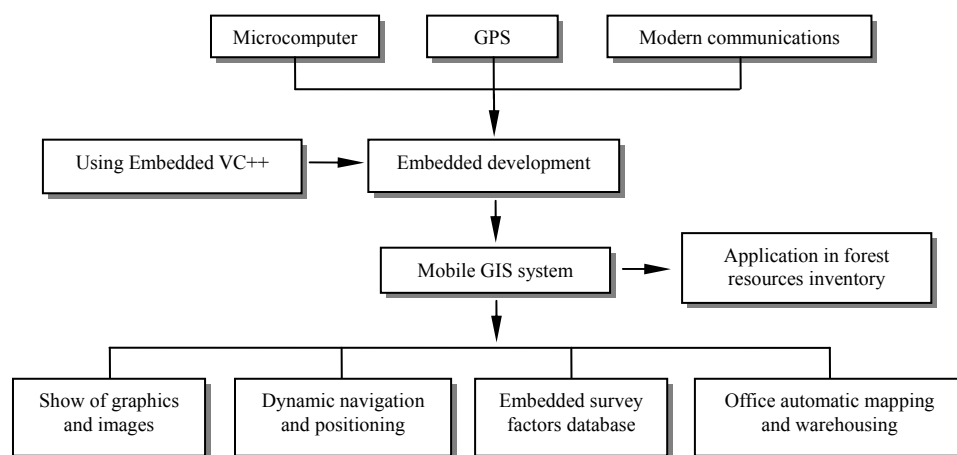 Microcomputer
GPS
Modern communications
Using Embedded VC++
Embedded development
Mobile GIS system
Application in forest
resources inventory
Show of graphics
and images
Dynamic navigation
and positioning
Embedded survey
factors database
Office automatic mapping
and warehousing